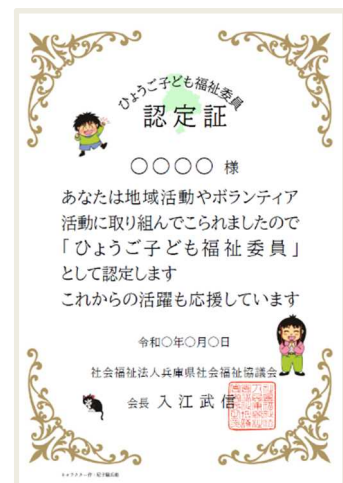 ひょうご子ども福祉委員
認定証
〇〇〇〇 様
あなたは地域活動やボランティア
活動に取り組んでこられましたので
「ひょうご子ども福祉委員」
として認定します
これからの活躍も応援しています
令和〇年〇月〇日
社会福祉法人兵庫県社会福祉協議会
会長 入江武信